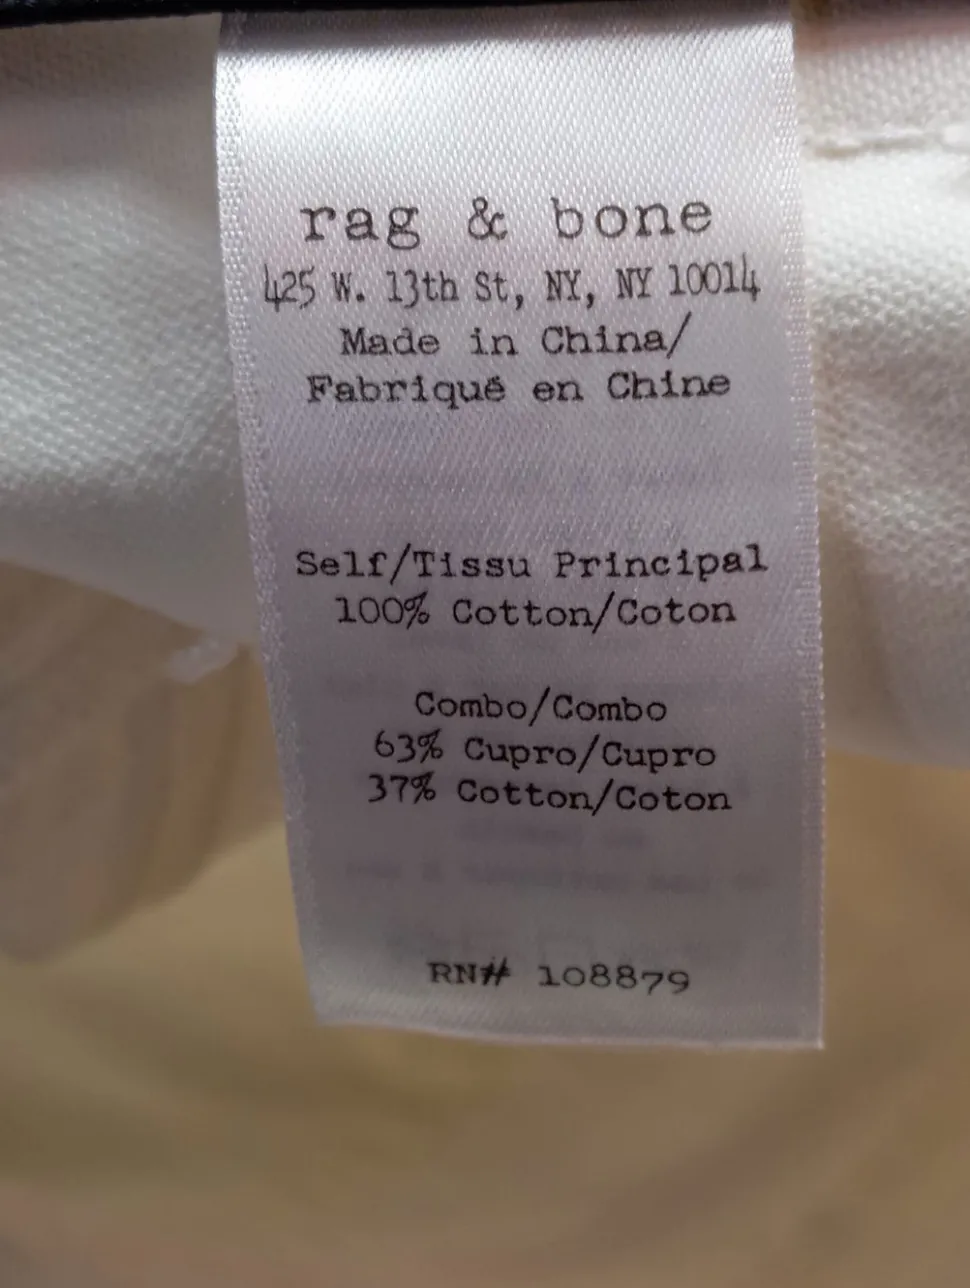 rag & bone
425 W. 13th St, NY, NY 10014
Made in China/
Fabriqué en Chine
Self/Tissu Principal
100% Cotton/Coton
Combo/Combo
63% Cupro/Cupro
37% Cotton/Coton
RN# 108879